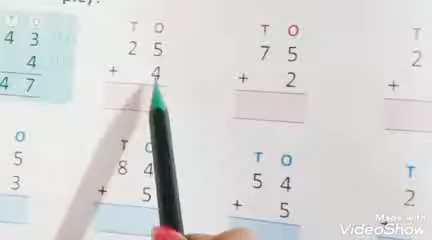 T O
4 3
4
4 7
T O
2 5
+ 4
T O
7 5
+ 2
T
2
+
O
5
3
T O
8 4
+ 5
T O
5 4
+ 5
T
2
+
Made with
VideoShow